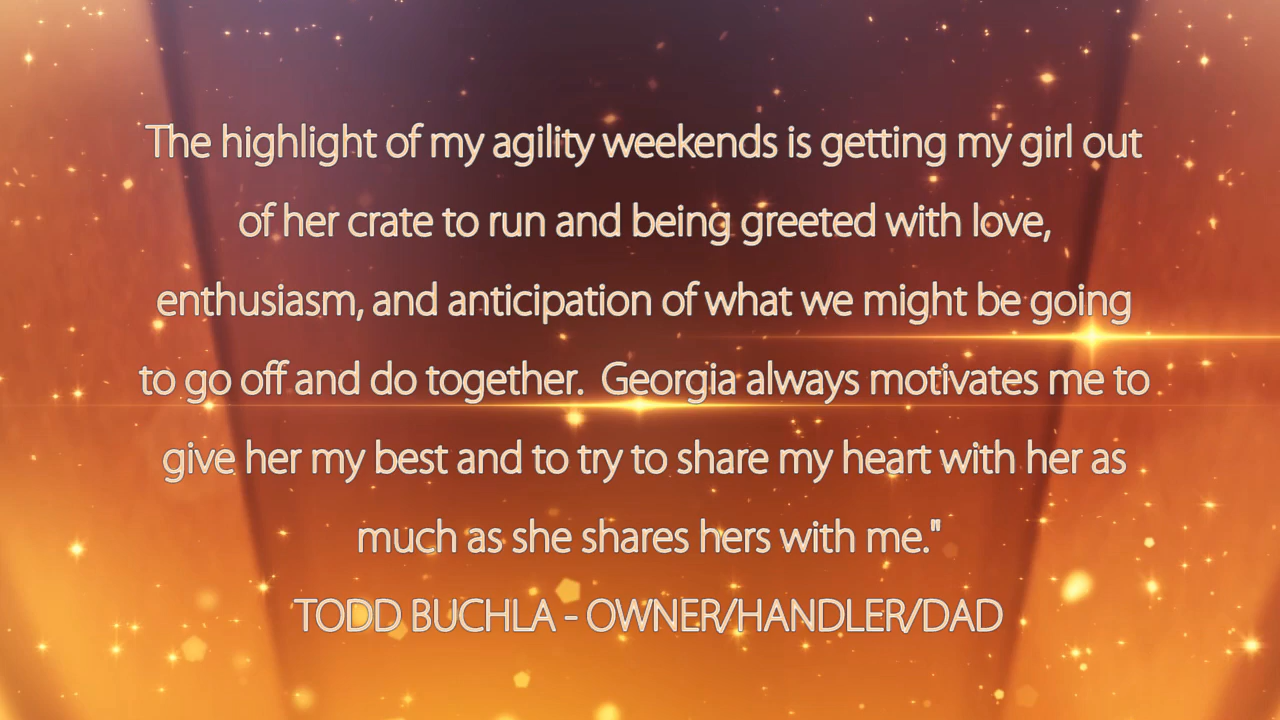 The highlight of my agility weekends is getting my girl out
of her crate to run and being greeted with love,
enthusiasm, and anticipation of what we might be going
to go off and do together.  Georgia always motivates me to
give her my best and to try to share my heart with her as
much as she shares hers with me."
TODD BUCHLA - OWNER/HANDLER/DAD